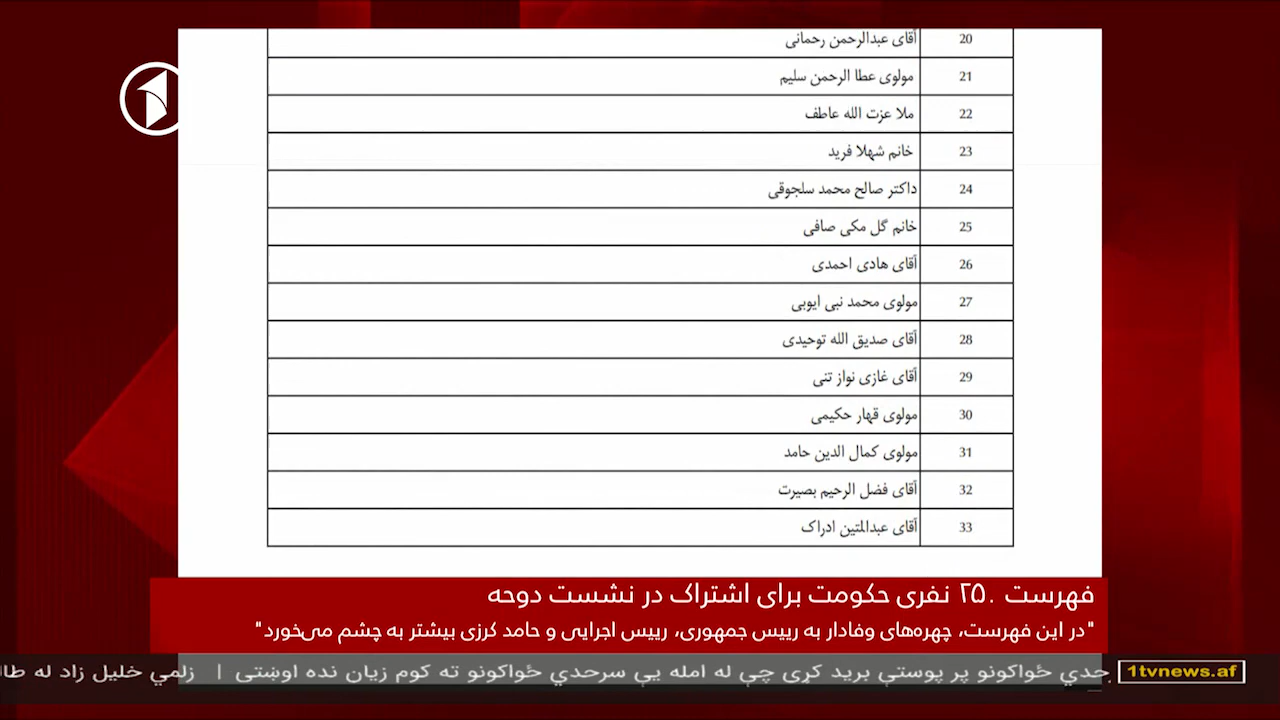 20 آقای عبدالرحمن رحمانی
21 مولوی عطا الرحمن سلیم
22 ملا عزت الله عاطف
23 خانم شهلا فرید
24 داکتر صالح محمد سلجوقی
25 خانم گل مکی صافی
26 آقای هادی احمدی
27 مولوی محمد نبی ایوبی
28 آقای صدیق الله توحیدی
29 آقای غازی نواز تنی
30 مولوی قهار حکیمی
31 مولوی کمال الدین حامد
32 آقای فضل الرحیم بصیرت
33 آقای عبدالمتین ادراک
فهرست ۲۵۰ نفری حکومت برای اشتراک در نشست دوحه
"در این فهرست، چهره‌های وفادار به رییس جمهوری، رییس اجرایی و حامد کرزی بیشتر به چشم می‌خورد"
1tvnews.af حدي ځواکونو پر پوستې برید کړی چې له امله یې سرحدي ځواکونو ته کوم زیان نده اوښتی | زلمي خلیل زاد له